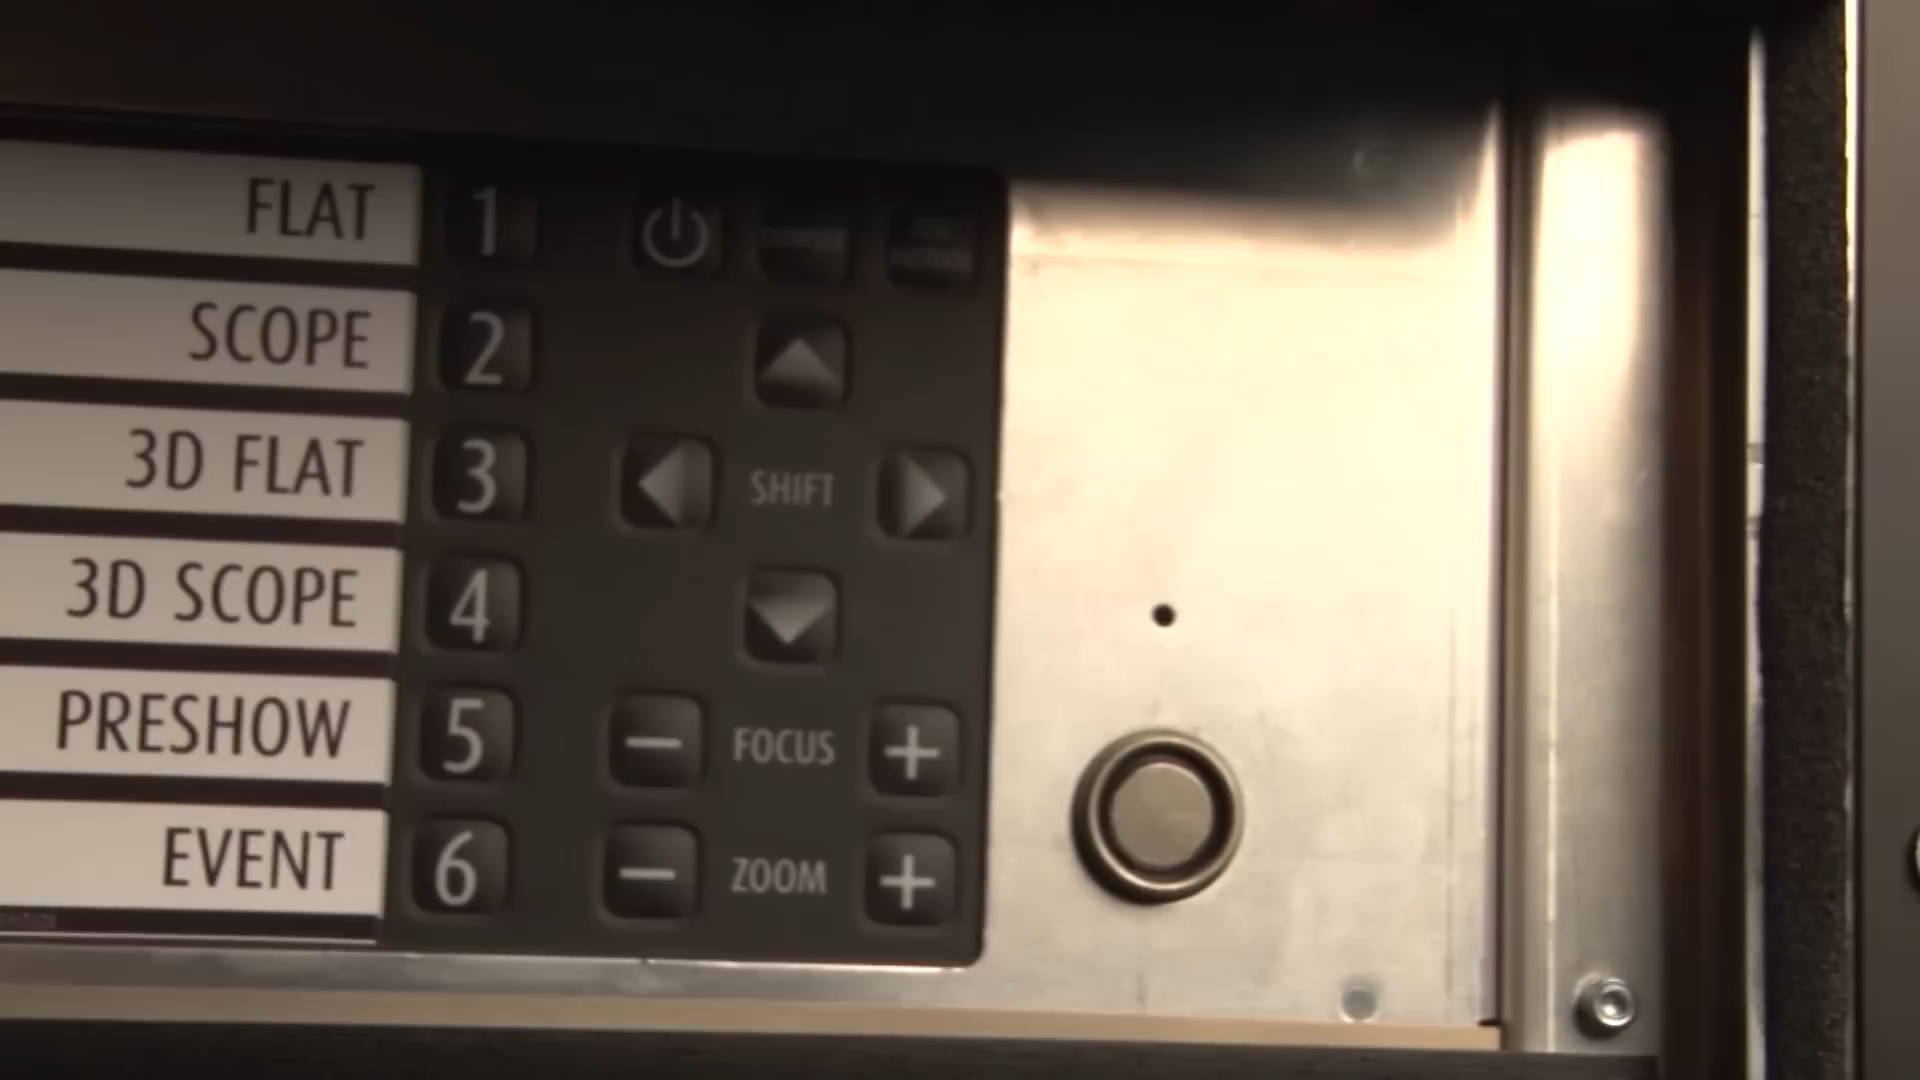 FLAT 1
SCOPE 2
3D FLAT 3 SHIFT
3D SCOPE 4
PRESHOW 5 − FOCUS +
EVENT 6 − ZOOM +